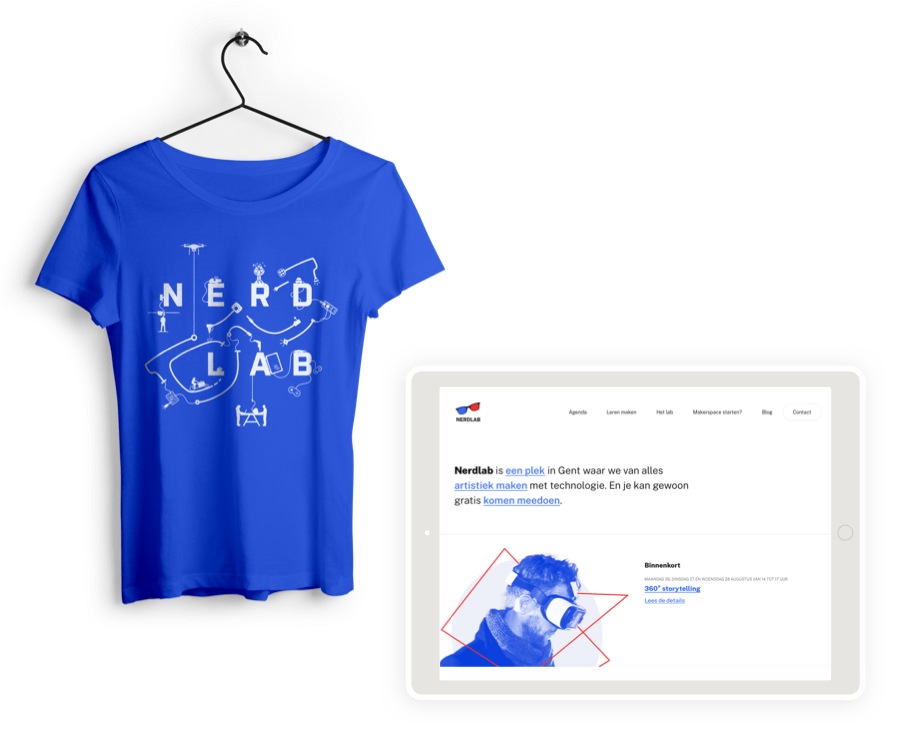 NERD
LAB
NERDLAB
Agenda
Leren maken
Het lab
Makerspace starten?
Blog
Contact
Nerdlab is een plek in Gent waar we van alles
artistiek maken met technologie. En je kan gewoon
gratis komen meedoen.
Binnenkort
MAANDAG 26, DINSDAG 27 EN WOENSDAG 28 AUGUSTUS VAN 14 TOT 17 UUR
360° storytelling
Lees de details